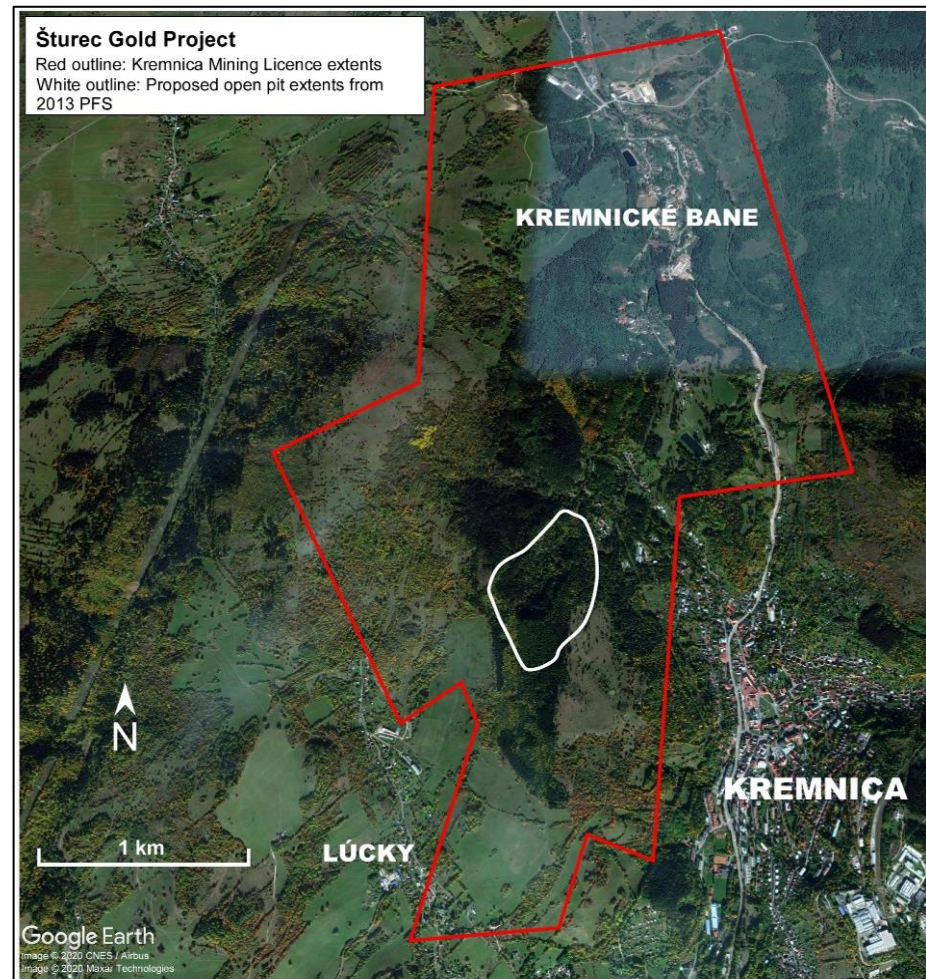 Šturec Gold Project
Red outline: Kremnica Mining Licence extents
White outline: Proposed open pit extents from
2013 PFS
KREMNICKÉ BANE
N
KREMNICA
1 km
LÚCKY
Google Earth
Image © 2020 CNES / Airbus
Image © 2020 Maxar Technologies